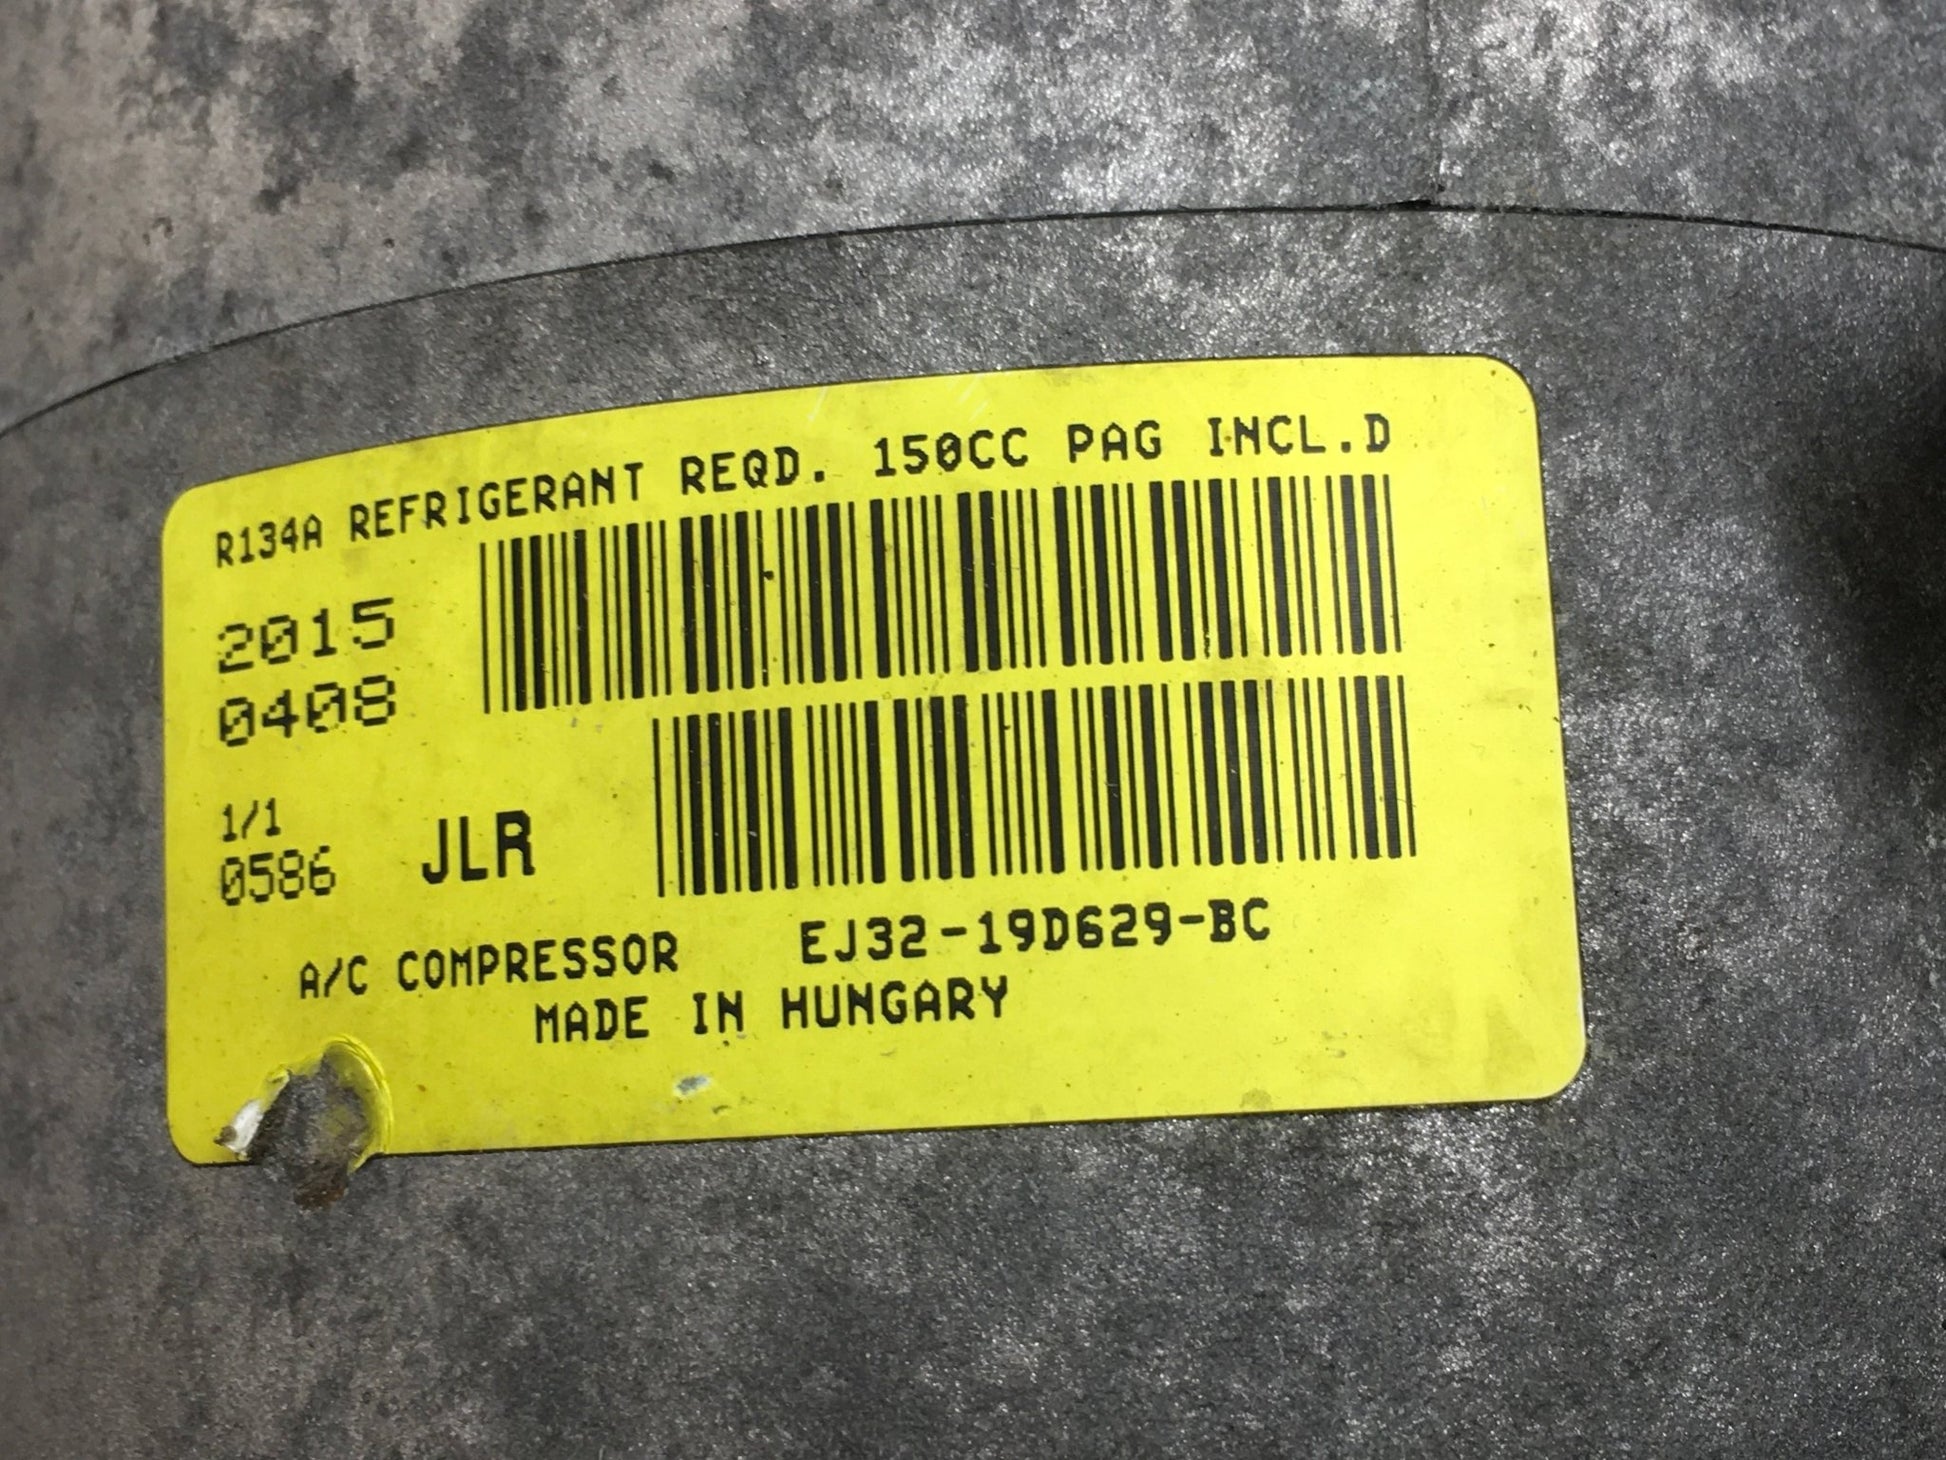 R134A REFRIGERANT REQD. 150CC PAG INCL.D
2015
0408
1/1
0586
JLR
A/C COMPRESSOR EJ32-19D629-BC
MADE IN HUNGARY